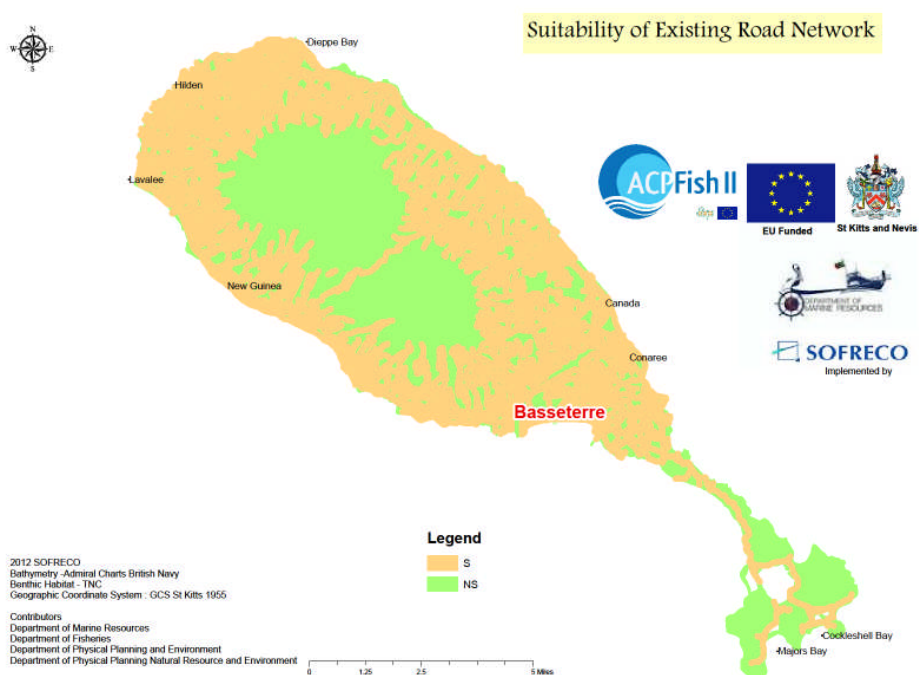 Suitability of Existing Road Network
N
W E
S
Dieppe Bay
Hilden
Lavalee
ACPFish II
EU Funded
St Kitts and Nevis
New Guinea
Canada
DEPARTMENT OF
MARINE RESOURCES
Conaree
SOFRECO
Implemented by
Basseterre
Legend
S
NS
2012 SOFRECO
Bathymetry -Admiral Charts British Navy
Benthic Habitat - TNC
Geographic Coordinate System : GCS St Kitts 1955
Contributors
Department of Marine Resources
Department of Fisheries
Department of Physical Planning and Environment
Department of Physical Planning Natural Resource and Environment
Cockleshell Bay
Majors Bay
0 1.25 2.5 5 Miles